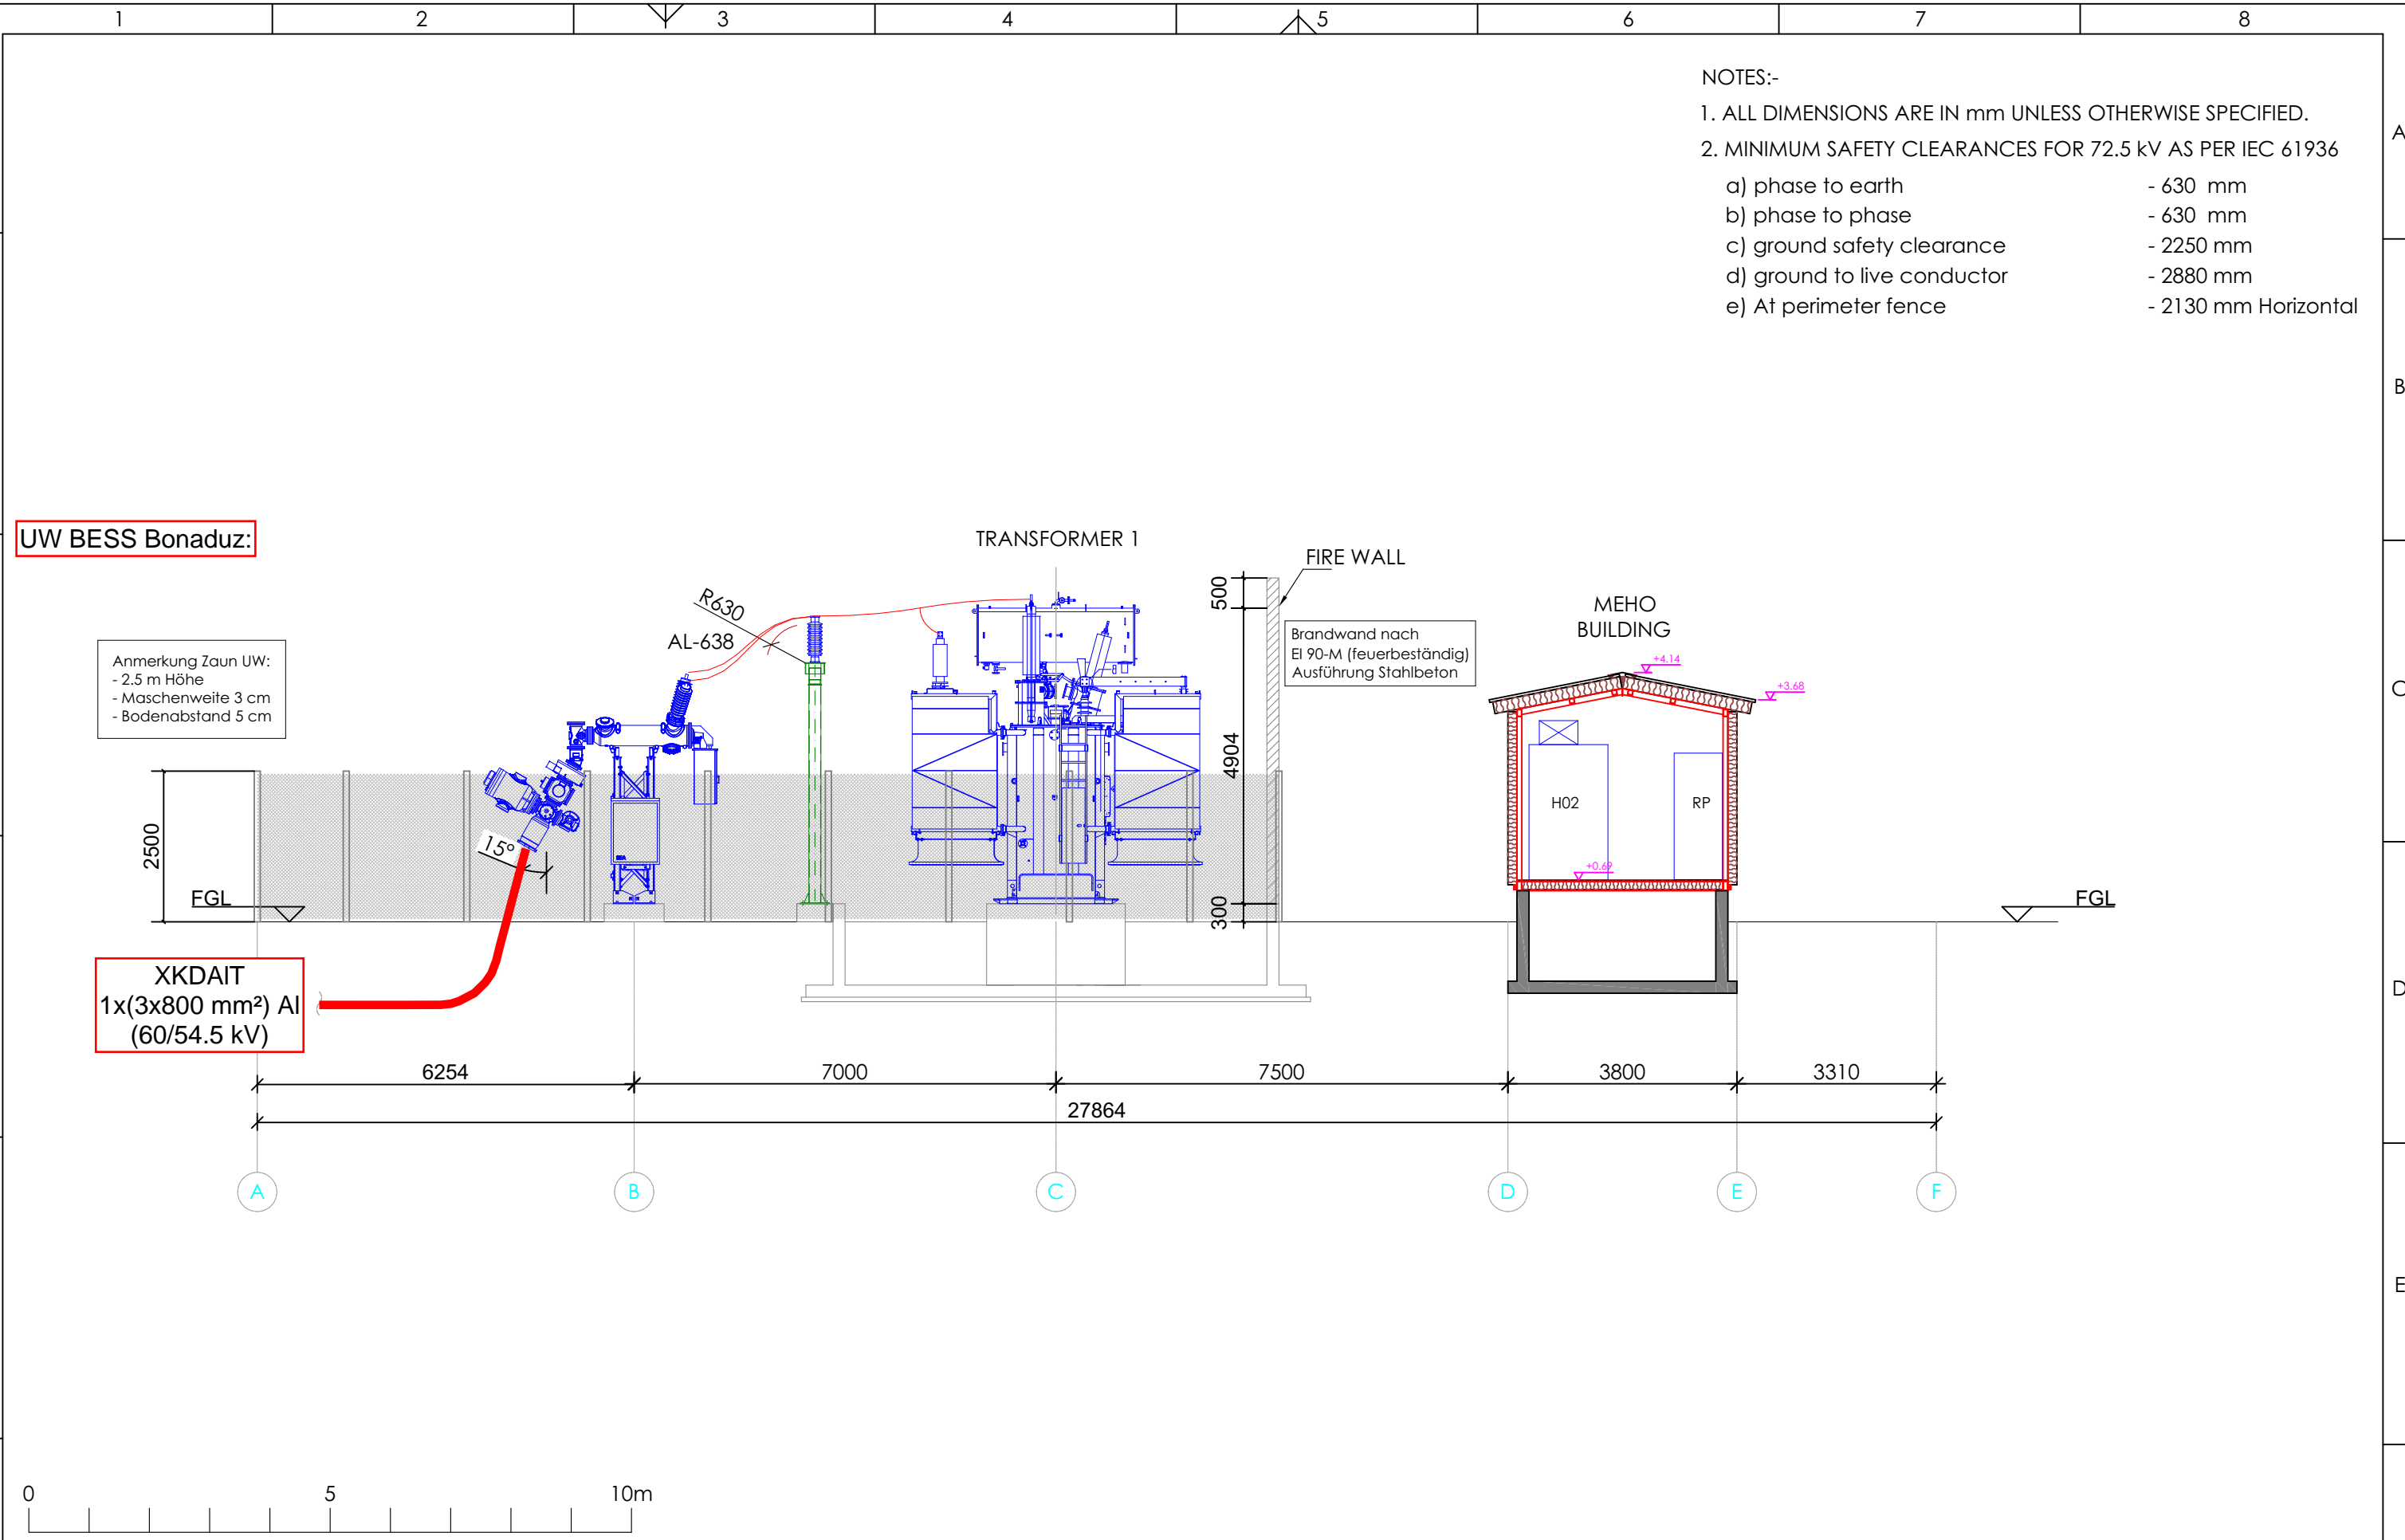 1 2 3 4 5 6 7 8
NOTES:-
1. ALL DIMENSIONS ARE IN mm UNLESS OTHERWISE SPECIFIED.
2. MINIMUM SAFETY CLEARANCES FOR 72.5 kV AS PER IEC 61936
a) phase to earth - 630 mm
b) phase to phase - 630 mm
c) ground safety clearance - 2250 mm
d) ground to live conductor - 2880 mm
e) At perimeter fence - 2130 mm Horizontal
A
B
C
D
E
UW BESS Bonaduz:
TRANSFORMER 1
FIRE WALL
500
R630
AL-638
Brandwand nach
EI 90-M (feuerbeständig)
Ausführung Stahlbeton
MEHO
BUILDING
+4,14
+3.68
Anmerkung Zaun UW:
- 2.5 m Höhe
- Maschenweite 3 cm
- Bodenabstand 5 cm
4904
H02
RP
2500
15°
+0.69
FGL
300
FGL
XKDAIT
1x(3x800 mm²) Al
(60/54.5 kV)
6254 7000 7500 3800 3310
27864
A B C D E F
0 5 10m